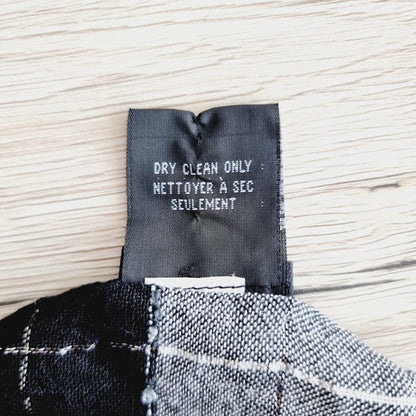 DRY CLEAN ONLY
NETTOYER À SEC
SEULEMENT